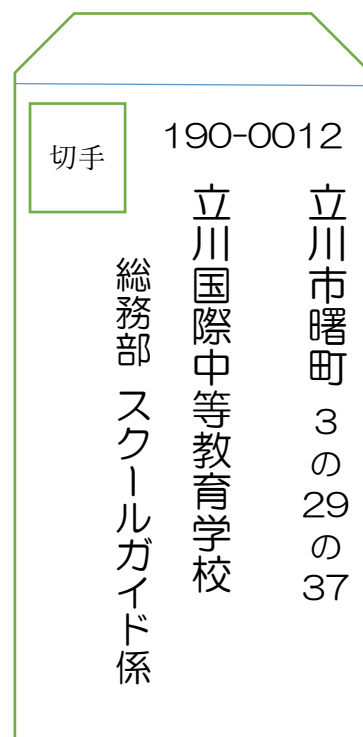 切手
190-0012
立川市曙町 3の29の37
立川国際中等教育学校
総務部 スクールガイド係